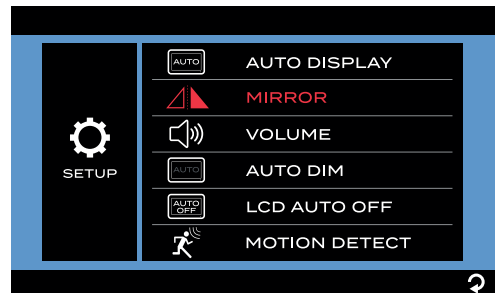 AUTO AUTO DISPLAY
MIRROR
VOLUME
SETUP
AUTO AUTO DIM
AUTO OFF LCD AUTO OFF
MOTION DETECT